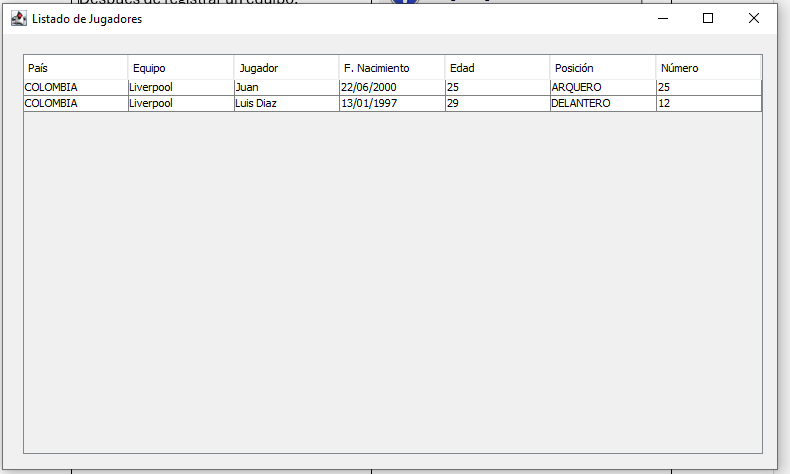 Después de registrar un equipo.
Listado de Jugadores
País Equipo Jugador F. Nacimiento Edad Posición Número
COLOMBIA Liverpool Juan 22/06/2000 25 ARQUERO 25
COLOMBIA Liverpool Luis Diaz 13/01/1997 29 DELANTERO 12